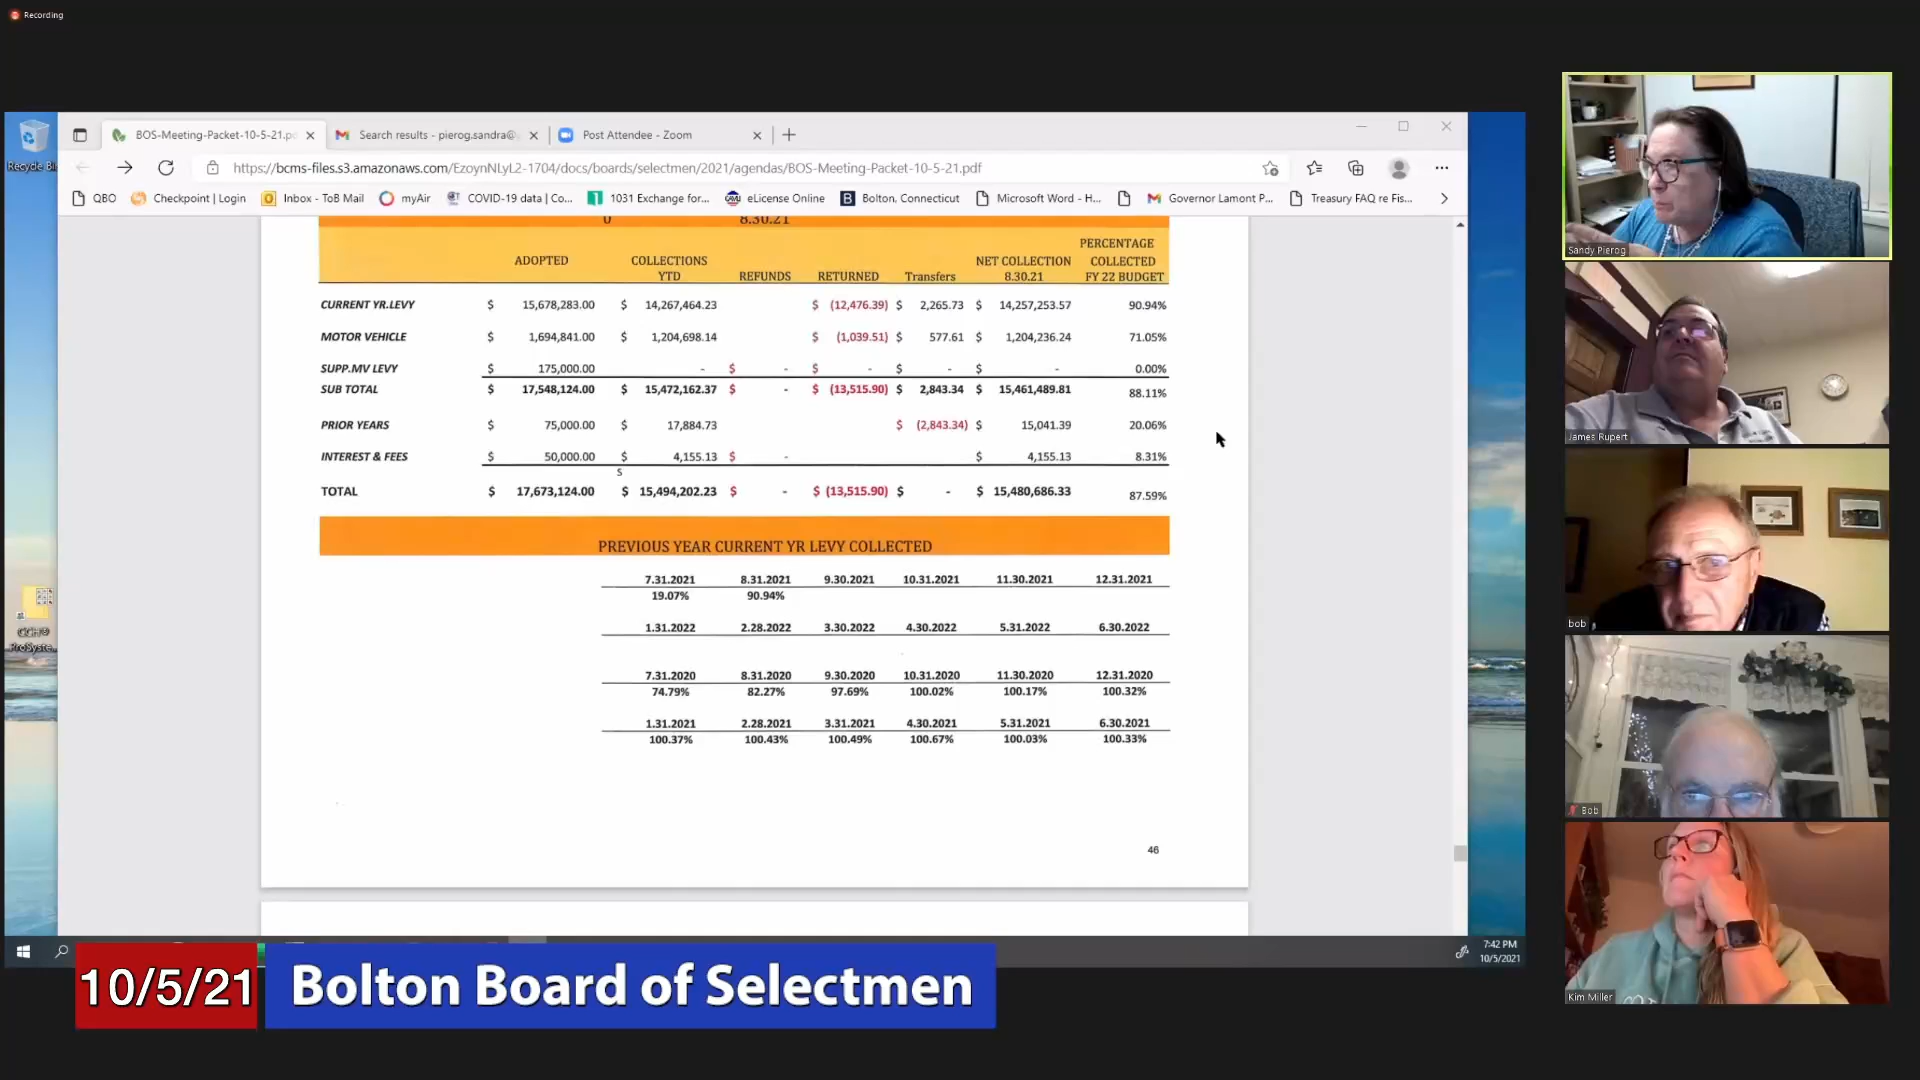 Recording
BOS-Meeting-Packet-10-5-21.pd
Search results - pierog.sandra@
Post Attendee - Zoom
https://bcms-files.s3.amazonaws.com/EzoynNLyL2-1704/docs/boards/selectmen/2021/agendas/BOS-Meeting-Packet-10-5-21.pdf
QBO Checkpoint | Login Inbox - ToB Mail myAir COVID-19 data | Co... 1031 Exchange for... eLicense Online Bolton, Connecticut Microsoft Word - H... Governor Lamont P... Treasury FAQ re Fis...
Recycle Bi
0 8.30.21
ADOPTED COLLECTIONS YTD REFUNDS RETURNED Transfers NET COLLECTION 8.30.21 PERCENTAGE COLLECTED FY 22 BUDGET
CURRENT YR.LEVY $ 15,678,283.00 $ 14,267,464.23 $ (12,476.39) $ 2,265.73 $ 14,257,253.57 90.94%
MOTOR VEHICLE $ 1,694,841.00 $ 1,204,698.14 $ (1,039.51) $ 577.61 $ 1,204,236.24 71.05%
SUPP.MV LEVY $ 175,000.00 - $ - $ - $ - $ - 0.00%
SUB TOTAL $ 17,548,124.00 $ 15,472,162.37 $ - $ (13,515.90) $ 2,843.34 $ 15,461,489.81 88.11%
PRIOR YEARS $ 75,000.00 $ 17,884.73 $ (2,843.34) $ 15,041.39 20.06%
INTEREST & FEES $ 50,000.00 $ 4,155.13 $ - $ 4,155.13 8.31%
S
TOTAL $ 17,673,124.00 $ 15,494,202.23 $ - $ (13,515.90) $ - $ 15,480,686.33 87.59%
PREVIOUS YEAR CURRENT YR LEVY COLLECTED
7.31.2021 8.31.2021 9.30.2021 10.31.2021 11.30.2021 12.31.2021
19.07% 90.94%
1.31.2022 2.28.2022 3.30.2022 4.30.2022 5.31.2022 6.30.2022
7.31.2020 8.31.2020 9.30.2020 10.31.2020 11.30.2020 12.31.2020
74.79% 82.27% 97.69% 100.02% 100.17% 100.32%
1.31.2021 2.28.2021 3.31.2021 4.30.2021 5.31.2021 6.30.2021
100.37% 100.43% 100.49% 100.67% 100.03% 100.33%
46
CCH®
ProSyste...
7:42 PM
10/5/2021
10/5/21
Bolton Board of Selectmen
Sandy Pierog
James Rupert
bob
Bob
Kim Miller